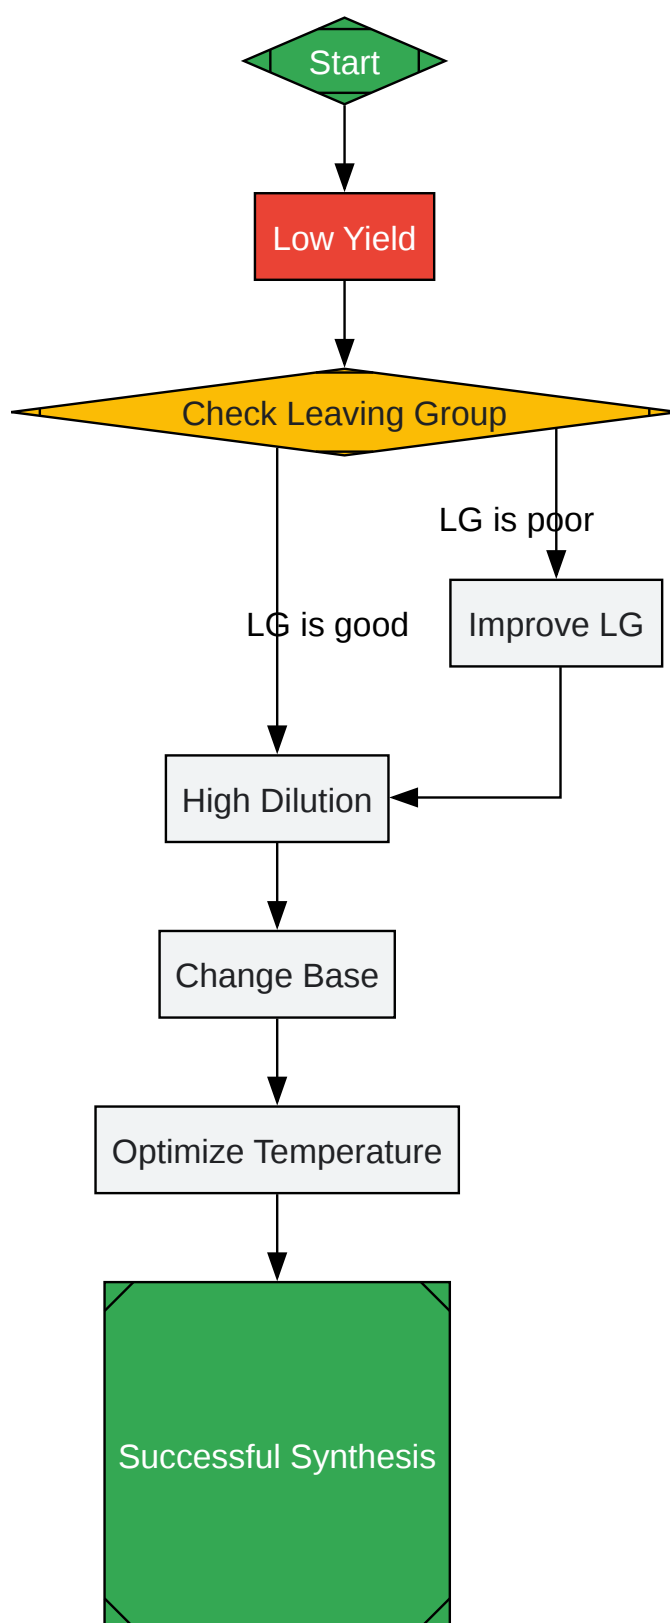 Start
Low Yield
Check Leaving Group
LG is poor
LG is good
Improve LG
High Dilution
Change Base
Optimize Temperature
Successful Synthesis